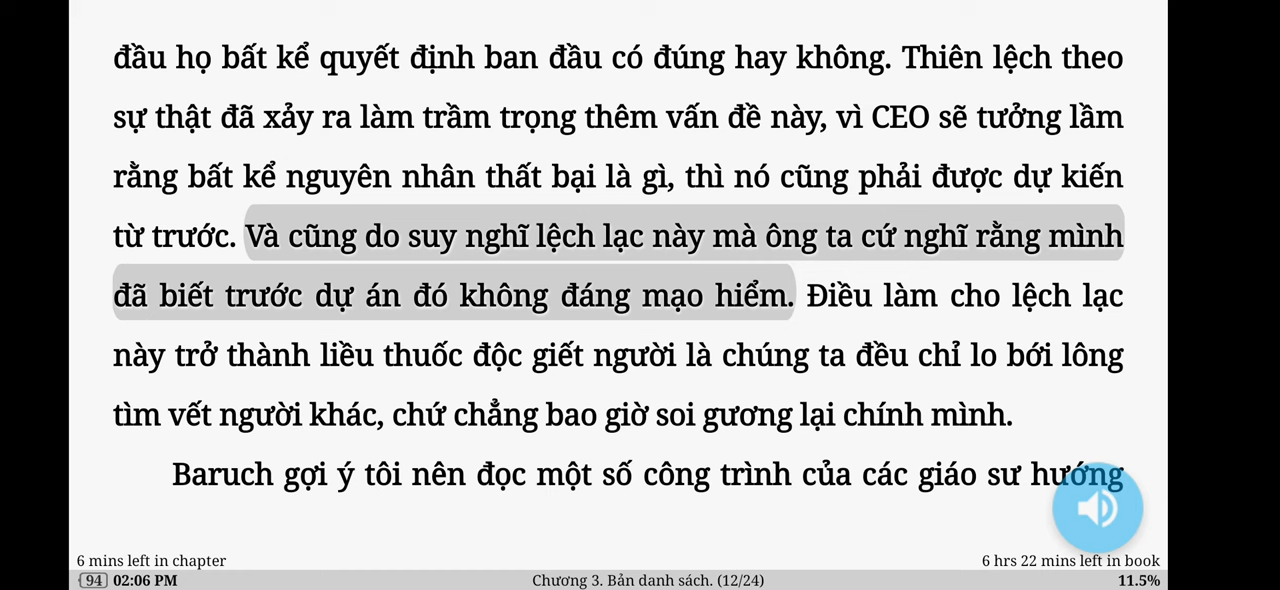 đầu họ bất kể quyết định ban đầu có đúng hay không. Thiên lệch theo
sự thật đã xảy ra làm trầm trọng thêm vấn đề này, vì CEO sẽ tưởng lầm
rằng bất kể nguyên nhân thất bại là gì, thì nó cũng phải được dự kiến
từ trước. Và cũng do suy nghĩ lệch lạc này mà ông ta cứ nghĩ rằng mình
đã biết trước dự án đó không đáng mạo hiểm. Điều làm cho lệch lạc
này trở thành liều thuốc độc giết người là chúng ta đều chỉ lo bới lông
tìm vết người khác, chứ chẳng bao giờ soi gương lại chính mình.
Baruch gợi ý tôi nên đọc một số công trình của các giáo sư hướng
6 mins left in chapter 6 hrs 22 mins left in book
94 02:06 PM Chương 3. Bản danh sách. (12/24) 11.5%